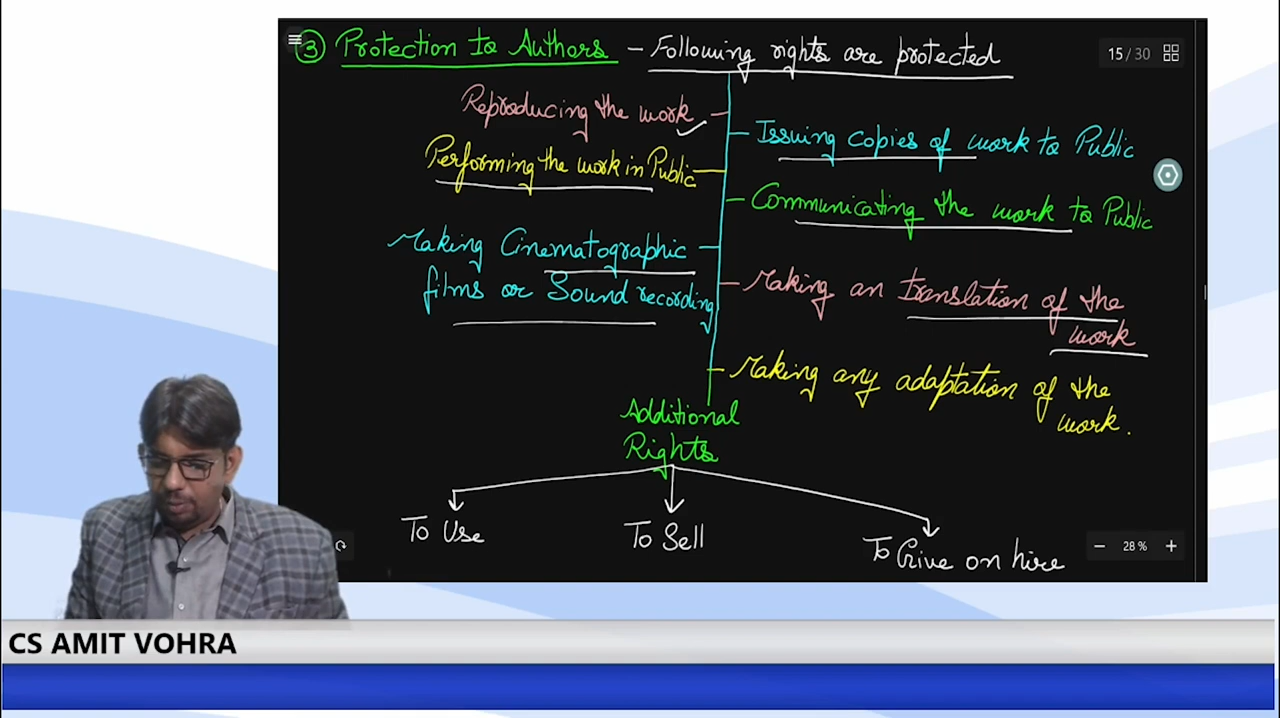 ③ Protection to Authors - Following rights are protected
15 / 30
Reproducing the work
Issuing copies of work to Public
Performing the work in Public
Communicating the work to Public
Making Cinematographic
films or Sound recording
Making an translation of the
work
Making any adaptation of the
work.
Additional
Rights
To Use
To Sell
To Give on hire
28 %
CS AMIT VOHRA